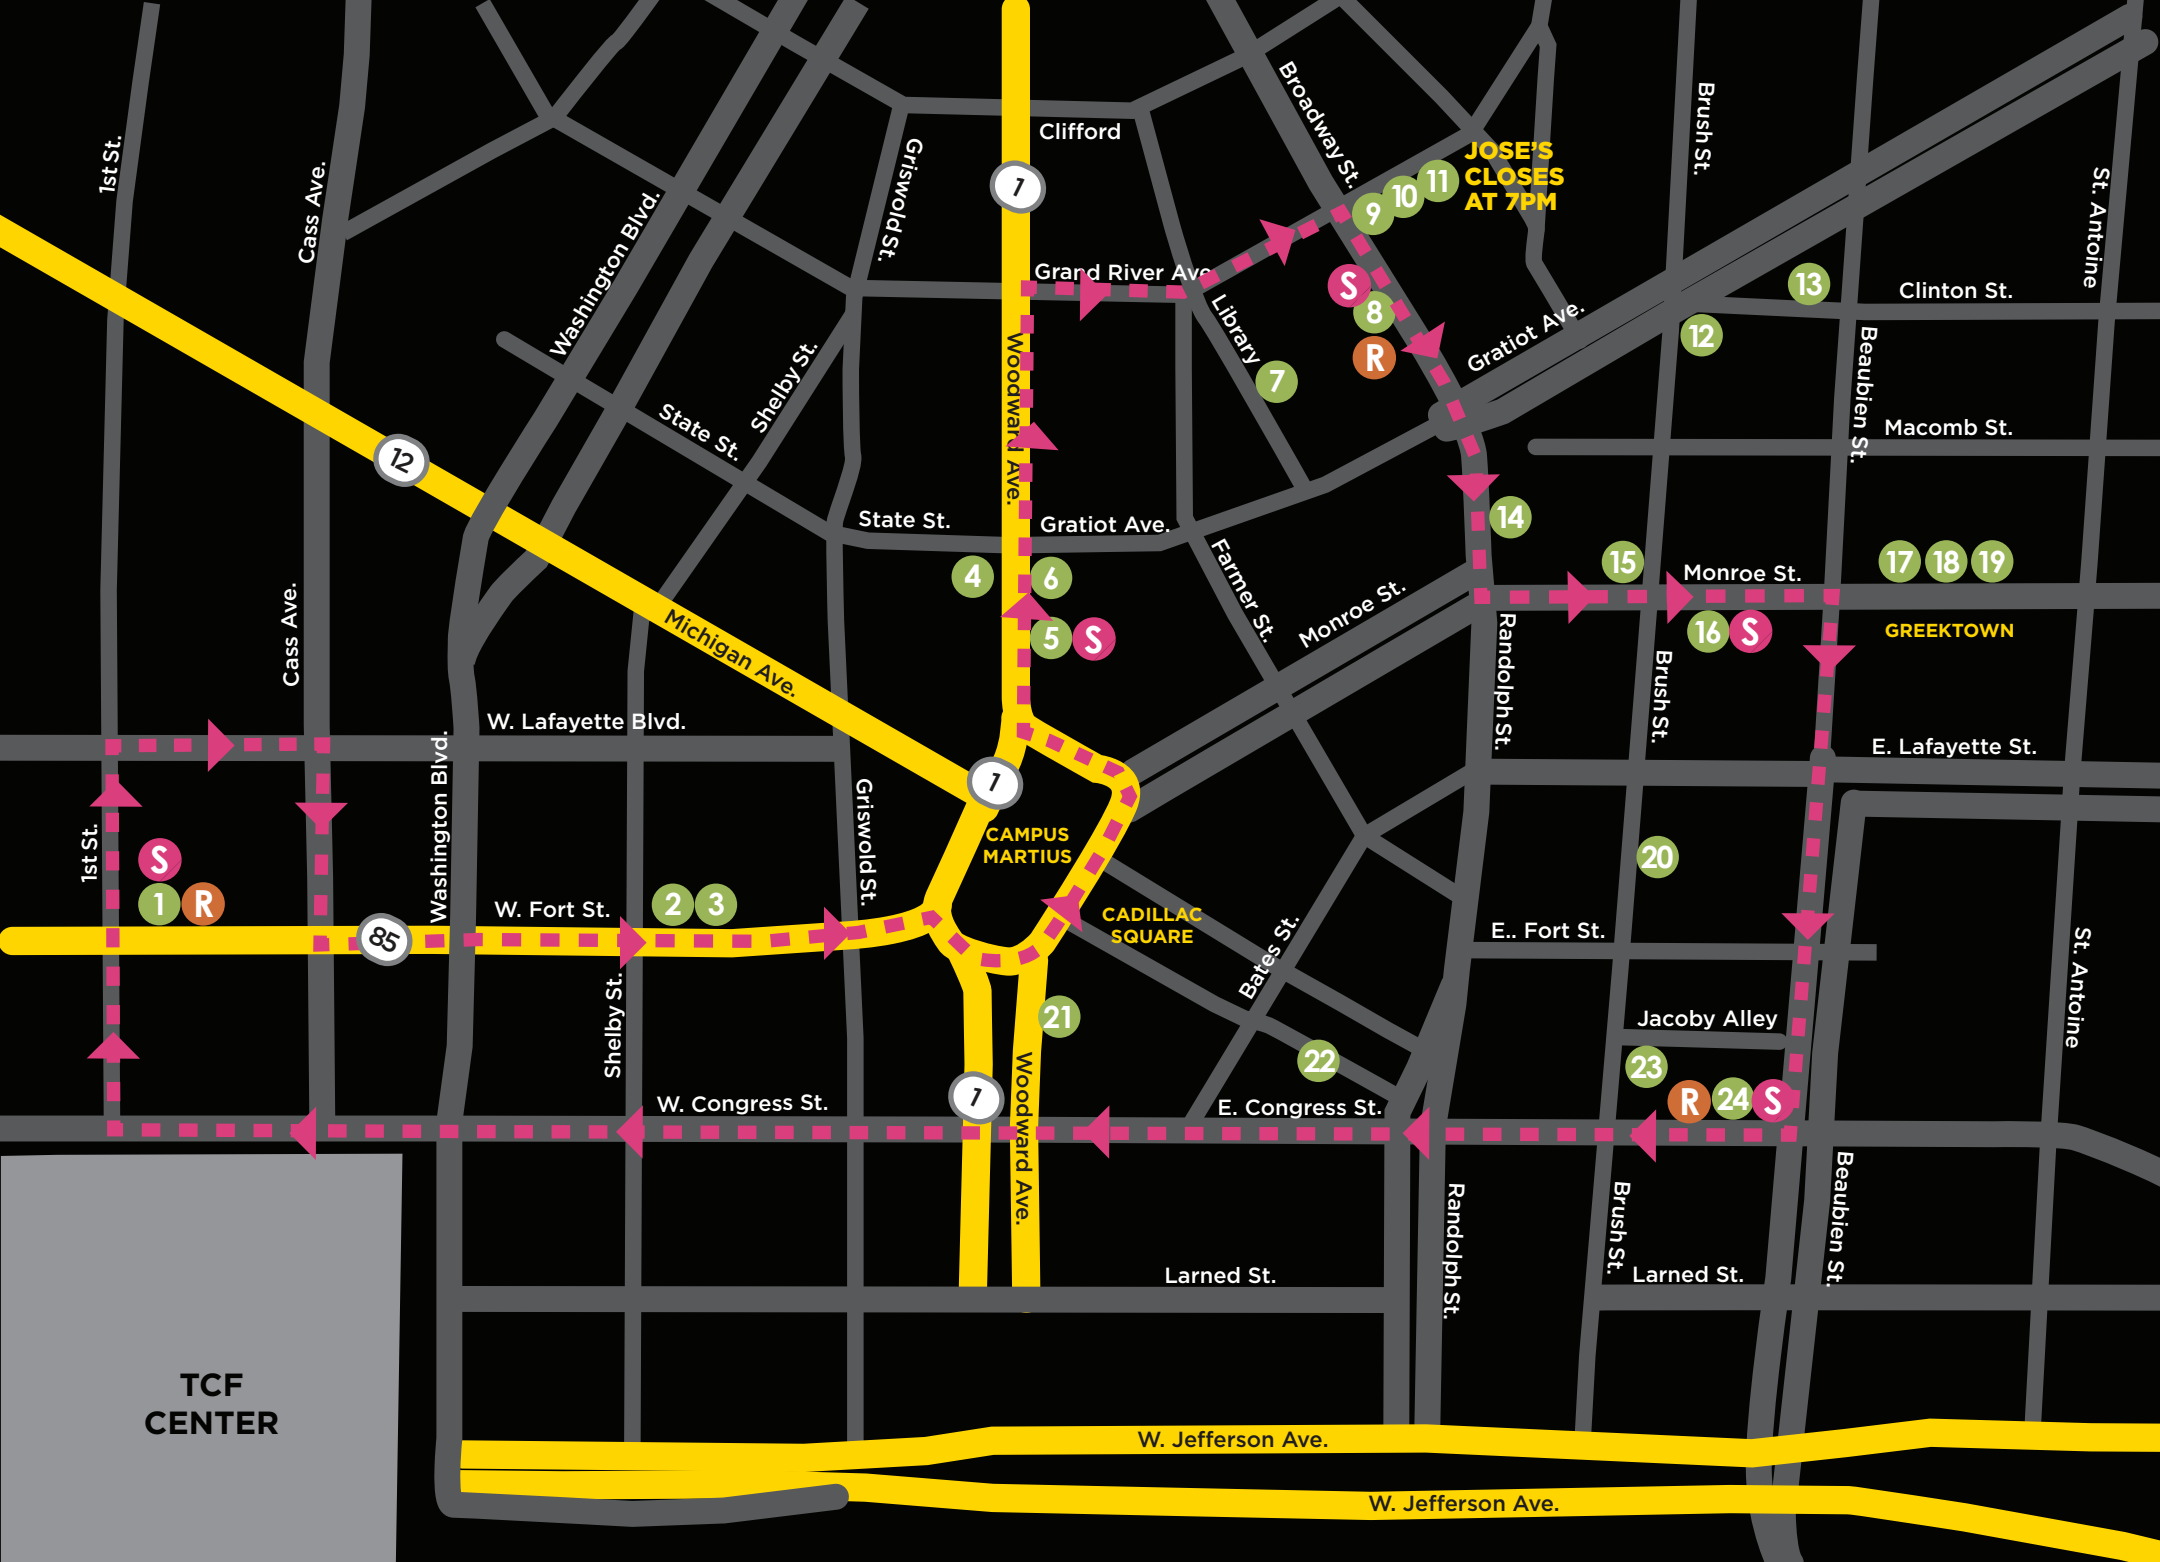 1st St.
Cass Ave.
Washington Blvd.
Griswold St.
Clifford
1
Broadway St.
Brush St.
St. Antoine
9
10
11
JOSE'S
CLOSES
AT 7PM
Grand River Ave
S
8
R
Library
7
Gratiot Ave.
13
12
Clinton St.
Beaubien St.
Macomb St.
12
State St.
Shelby St.
Woodward Ave.
State St.
Gratiot Ave.
14
4
6
5
S
Farmer St.
Monroe St.
15
Monroe St.
17
18
19
16
S
GREEKTOWN
Cass Ave.
Michigan Ave.
Randolph St.
Brush St.
W. Lafayette Blvd.
E. Lafayette St.
1
1st St.
S
1
R
Washington Blvd.
Griswold St.
CAMPUS
MARTIUS
20
W. Fort St.
2
3
85
CADILLAC
SQUARE
Bates St.
E.. Fort St.
St. Antoine
Shelby St.
21
22
Jacoby Alley
23
R
24
S
W. Congress St.
1
Woodward Ave.
E. Congress St.
Randolph St.
Brush St.
Beaubien St.
Larned St.
Larned St.
TCF
CENTER
W. Jefferson Ave.
W. Jefferson Ave.